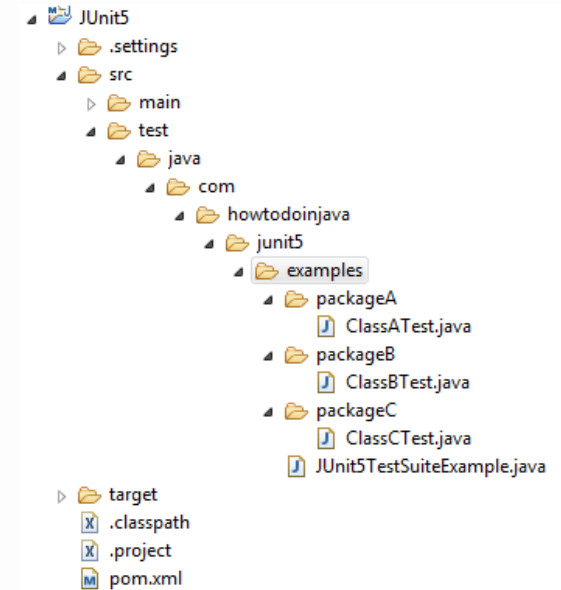 JUnit5
.settings
src
main
test
java
com
howtodoinjava
junit5
examples
packageA
ClassATest.java
packageB
ClassBTest.java
packageC
ClassCTest.java
JUnit5TestSuiteExample.java
target
.classpath
.project
pom.xml